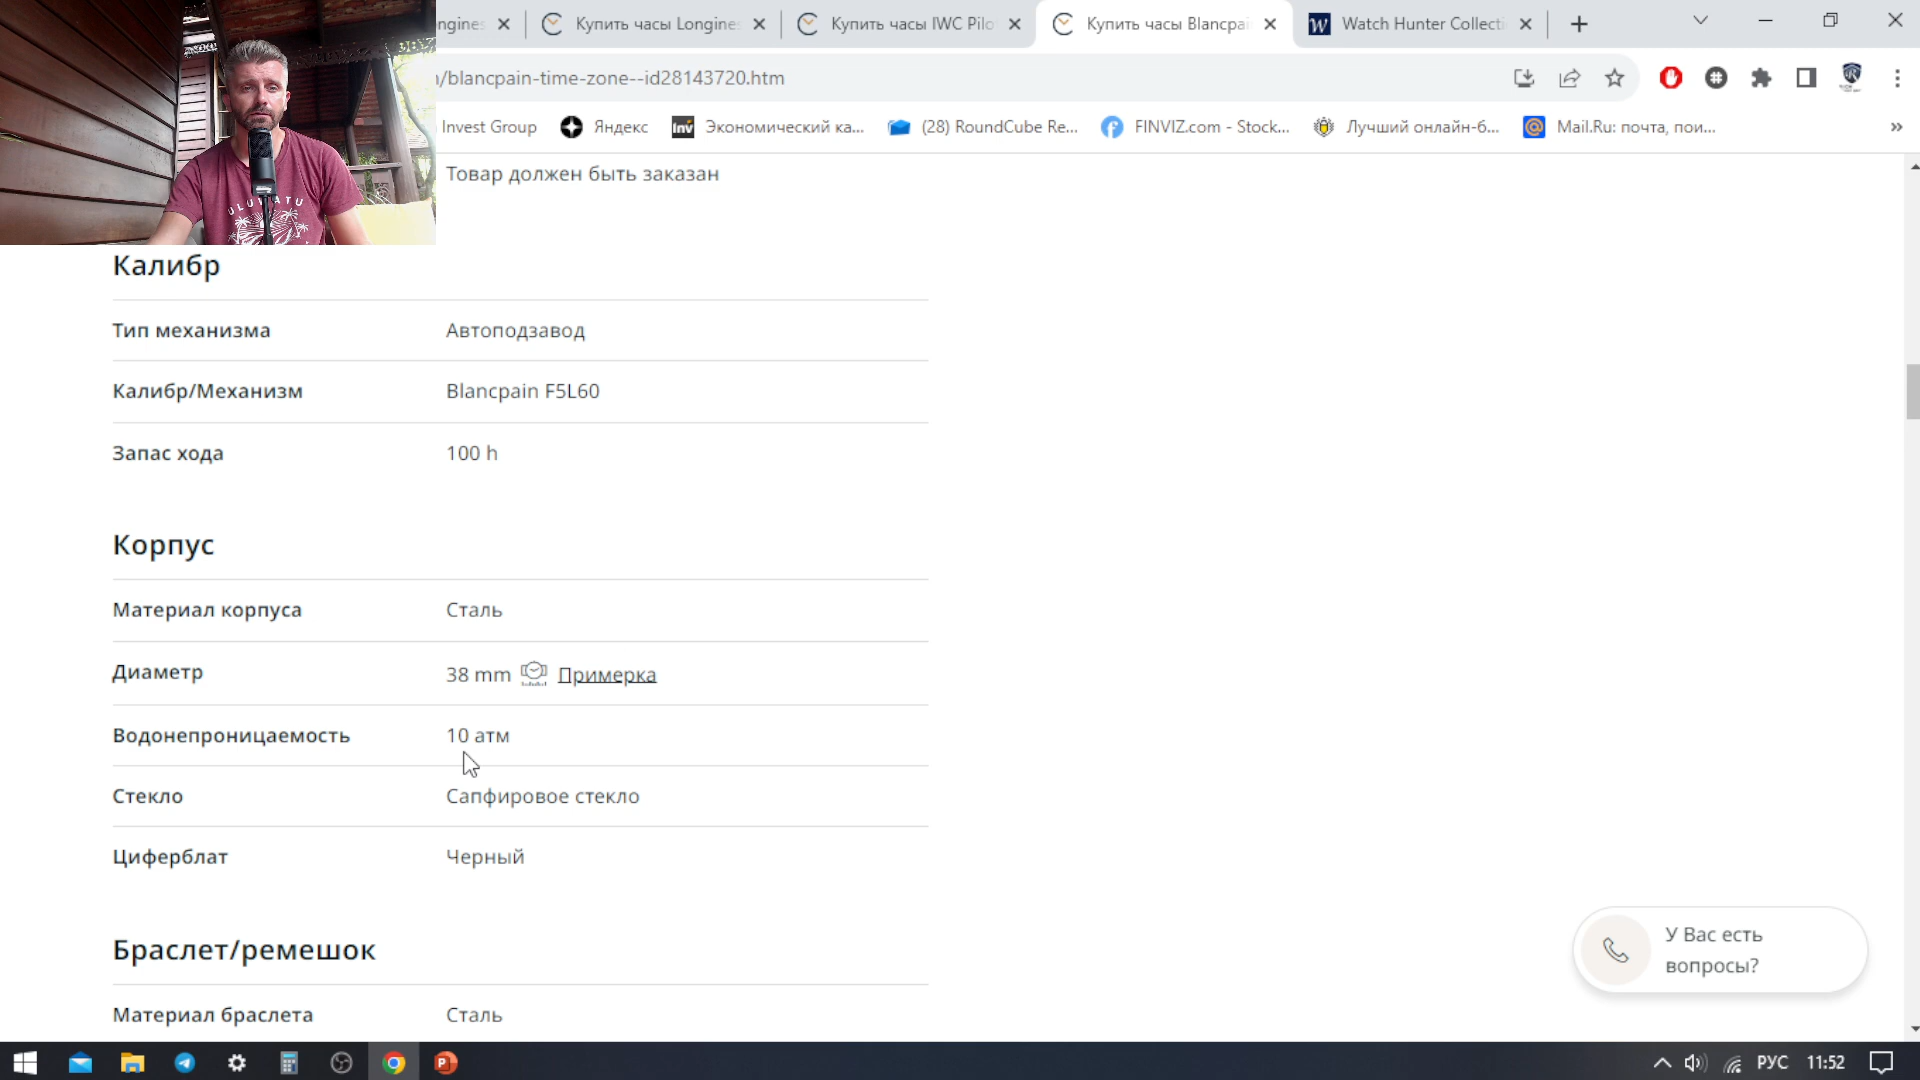 ngines
Купить часы Longines
Купить часы IWC Pilo
Купить часы Blancpai
W Watch Hunter Collecti
/blancpain-time-zone--id28143720.htm
Invest Group
Яндекс
Inv Экономический ка...
(28) RoundCube Re...
FINVIZ.com - Stock...
Лучший онлайн-б...
Mail.Ru: почта, пои...
»
ULUWATU
Товар должен быть заказан
Калибр
Тип механизма Автоподзавод
Калибр/Механизм Blancpain F5L60
Запас хода 100 h
Корпус
Материал корпуса Сталь
Диаметр 38 mm Примерка
Водонепроницаемость 10 атм
Стекло Сапфировое стекло
Циферблат Черный
Браслет/ремешок
Материал браслета Сталь
У Вас есть
вопросы?
РУС 11:52